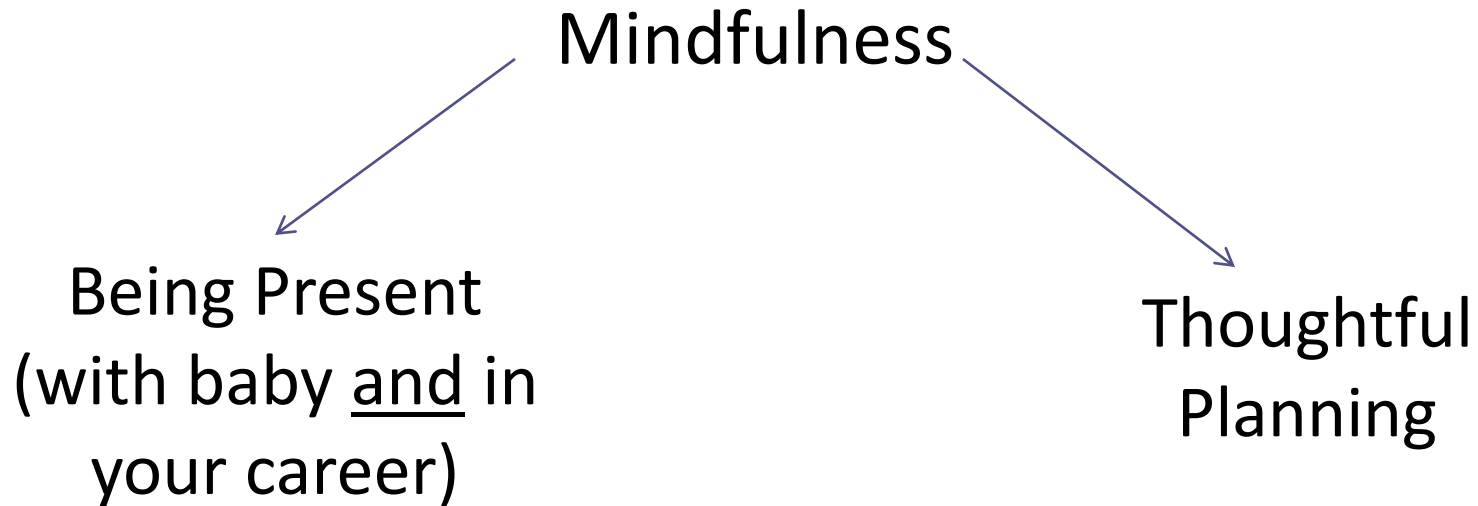 Mindfulness
Being Present
(with baby and in
your career)
Thoughtful
Planning